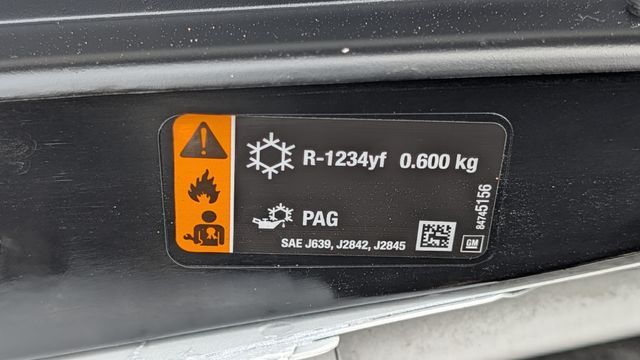 R-1234yf 0.600 kg
PAG
SAE J639, J2842, J2845
84745156
GM